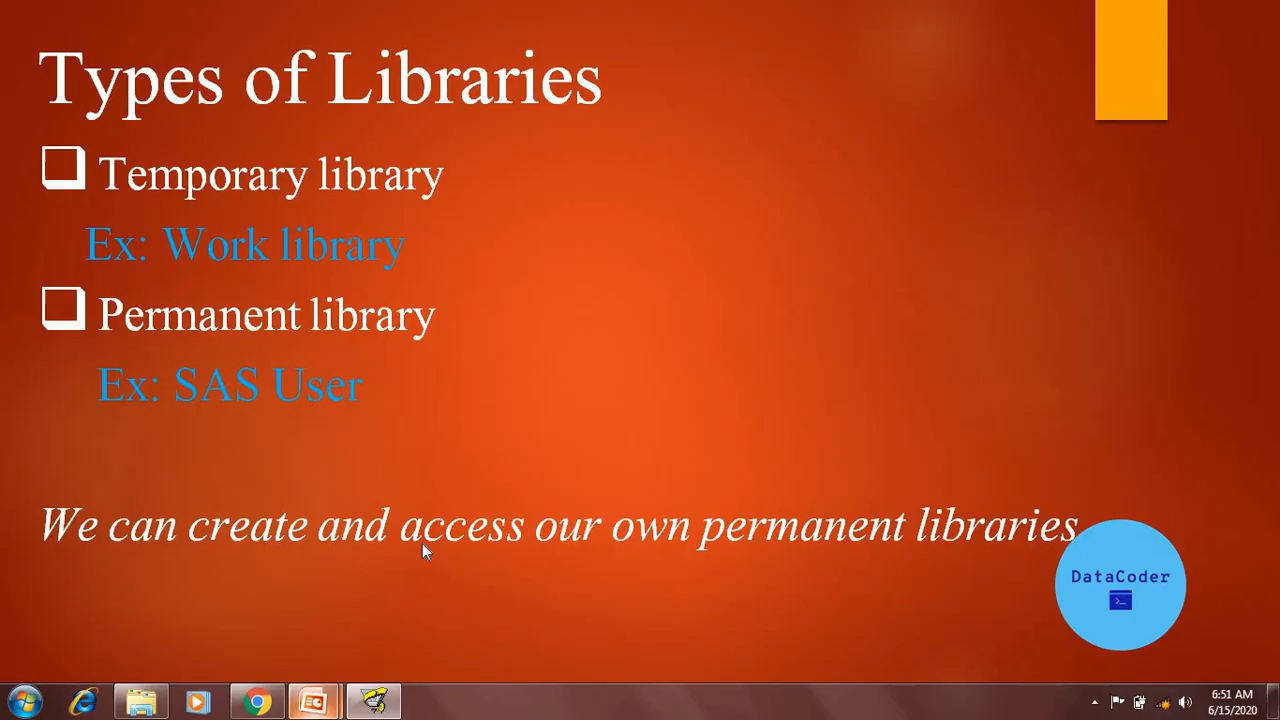 Types of Libraries
Temporary library
Ex: Work library
Permanent library
Ex: SAS User
We can create and access our own permanent libraries
DataCoder
>_
6:51 AM
6/15/2020